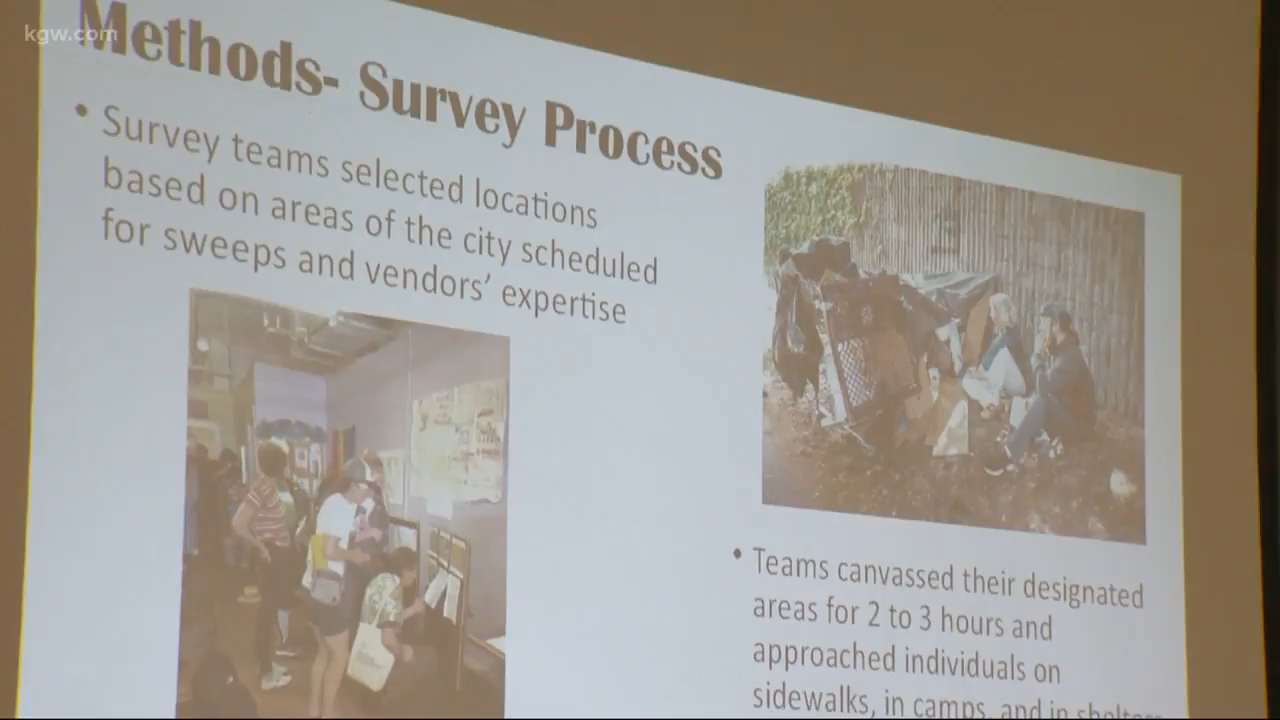 kgw.com
Methods- Survey Process
• Survey teams selected locations
based on areas of the city scheduled
for sweeps and vendors’ expertise
• Teams canvassed their designated
areas for 2 to 3 hours and
approached individuals on
sidewalks, in camps, and in shelters